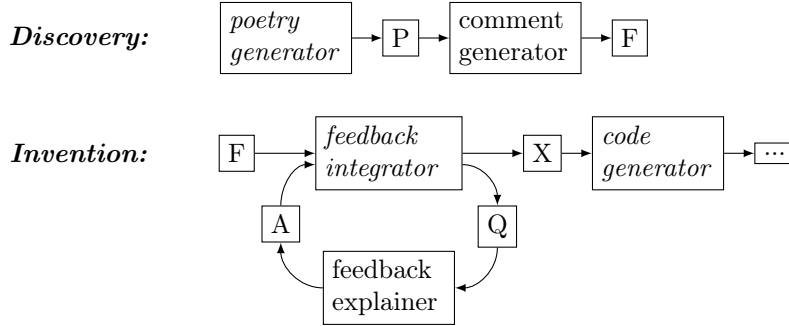 Discovery:
poetry
generator
P
comment
generator
F
Invention:
F
feedback
integrator
X
code
generator
...
A
Q
feedback
explainer